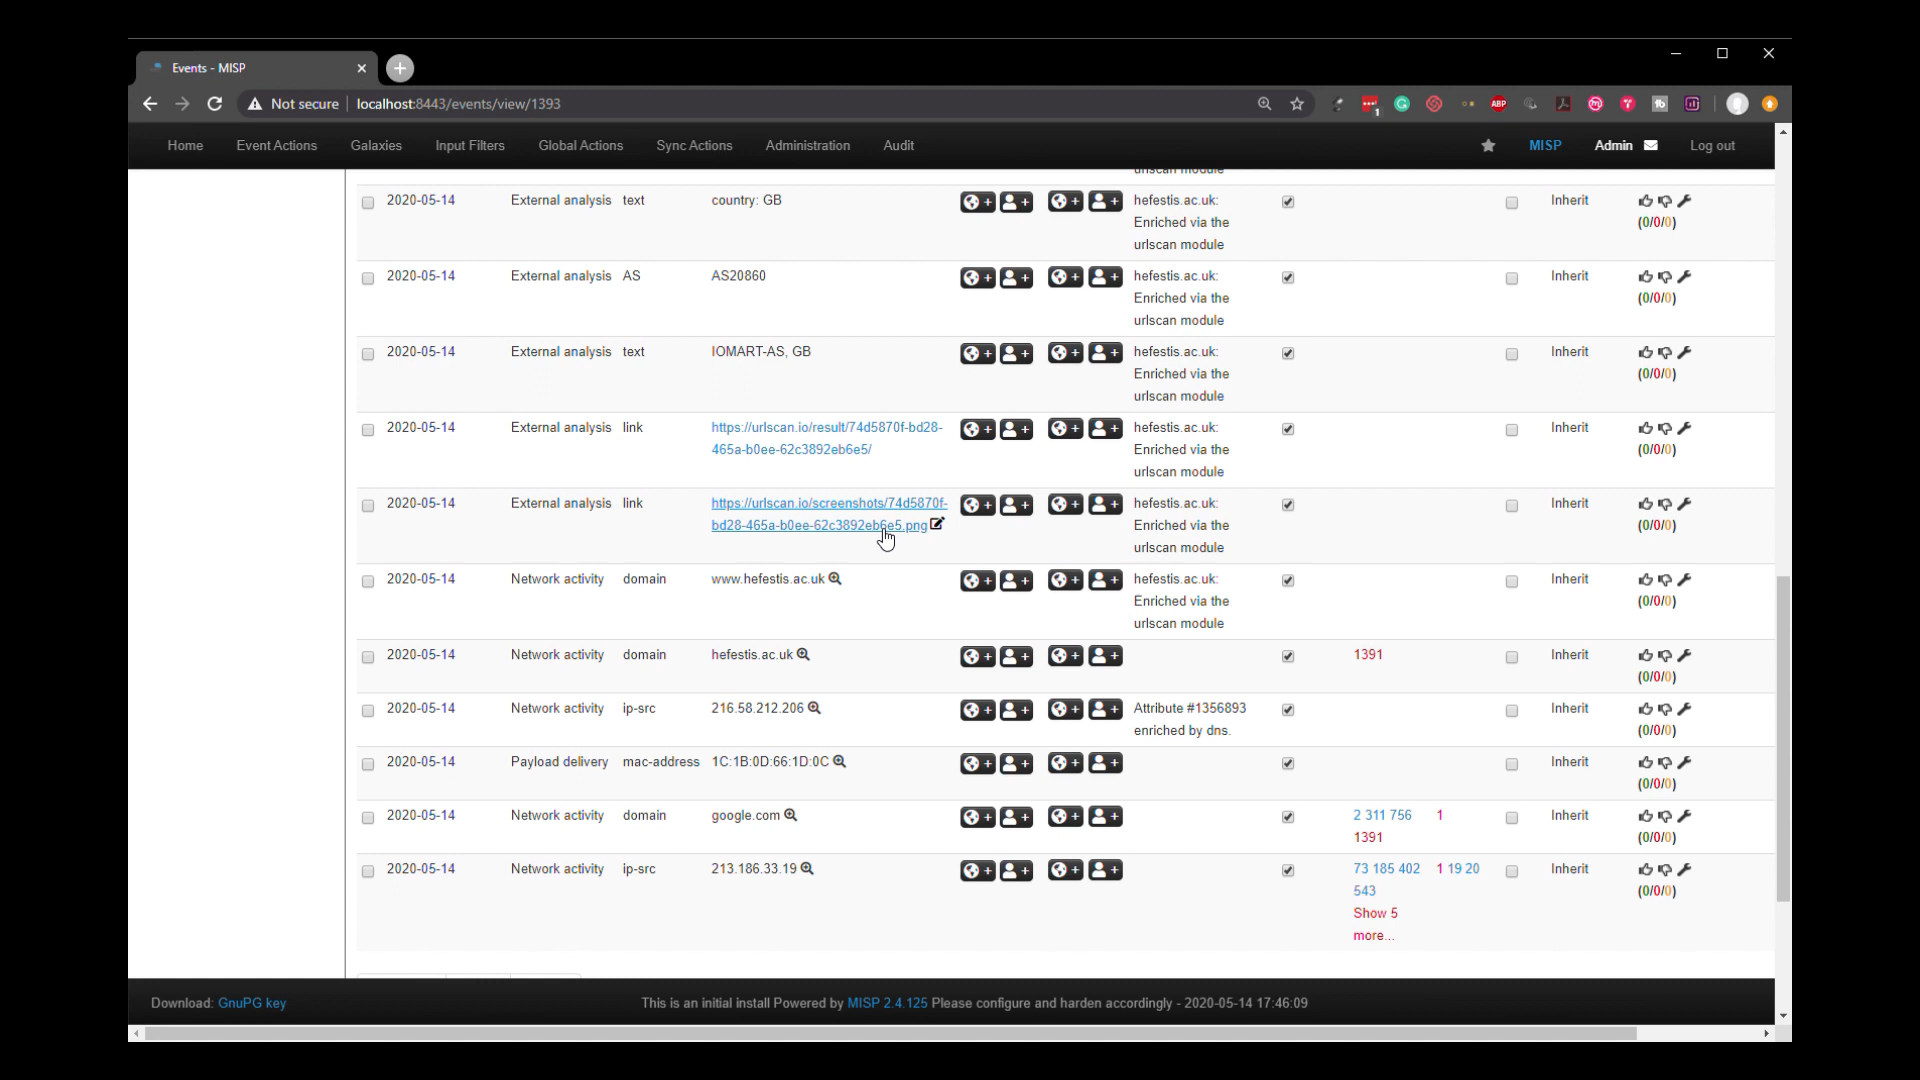 Events - MISP
Not secure localhost:8443/events/view/1393
1 ABP
Home Event Actions Galaxies Input Filters Global Actions Sync Actions Administration Audit MISP Admin Log out
urlscan module
2020-05-14 External analysis text country: GB hefestis.ac.uk: Inherit
Enriched via the (0/0/0)
urlscan module
2020-05-14 External analysis AS AS20860 hefestis.ac.uk: Inherit
Enriched via the (0/0/0)
urlscan module
2020-05-14 External analysis text IOMART-AS, GB hefestis.ac.uk: Inherit
Enriched via the (0/0/0)
urlscan module
2020-05-14 External analysis link https://urlscan.io/result/74d5870f-bd28- hefestis.ac.uk: Inherit
465a-b0ee-62c3892eb6e5/ Enriched via the (0/0/0)
urlscan module
2020-05-14 External analysis link https://urlscan.io/screenshots/74d5870f- hefestis.ac.uk: Inherit
bd28-465a-b0ee-62c3892eb6e5.png Enriched via the (0/0/0)
urlscan module
2020-05-14 Network activity domain www.hefestis.ac.uk hefestis.ac.uk: Inherit
Enriched via the (0/0/0)
urlscan module
2020-05-14 Network activity domain hefestis.ac.uk 1391 Inherit
(0/0/0)
2020-05-14 Network activity ip-src 216.58.212.206 Attribute #1356893 Inherit
enriched by dns. (0/0/0)
2020-05-14 Payload delivery mac-address 1C:1B:0D:66:1D:0C Inherit
(0/0/0)
2020-05-14 Network activity domain google.com 2 311 756 1 Inherit
1391 (0/0/0)
2020-05-14 Network activity ip-src 213.186.33.19 73 185 402 1 19 20 Inherit
543 (0/0/0)
Show 5
more...
Download: GnuPG key This is an initial install Powered by MISP 2.4.125 Please configure and harden accordingly - 2020-05-14 17:46:09